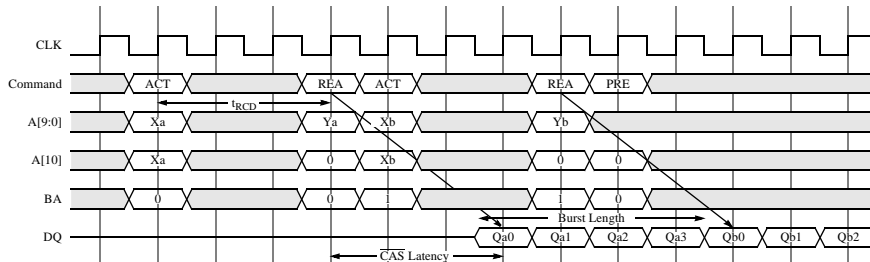 CLK
Command ACT REA ACT REA PRE
tRCD
A[9:0] Xa Ya Xb Yb
A[10] Xa 0 Xb 0 0
BA 0 0 1 1 0
Burst Length
DQ Qa0 Qa1 Qa2 Qa3 Qb0 Qb1 Qb2
CAS Latency